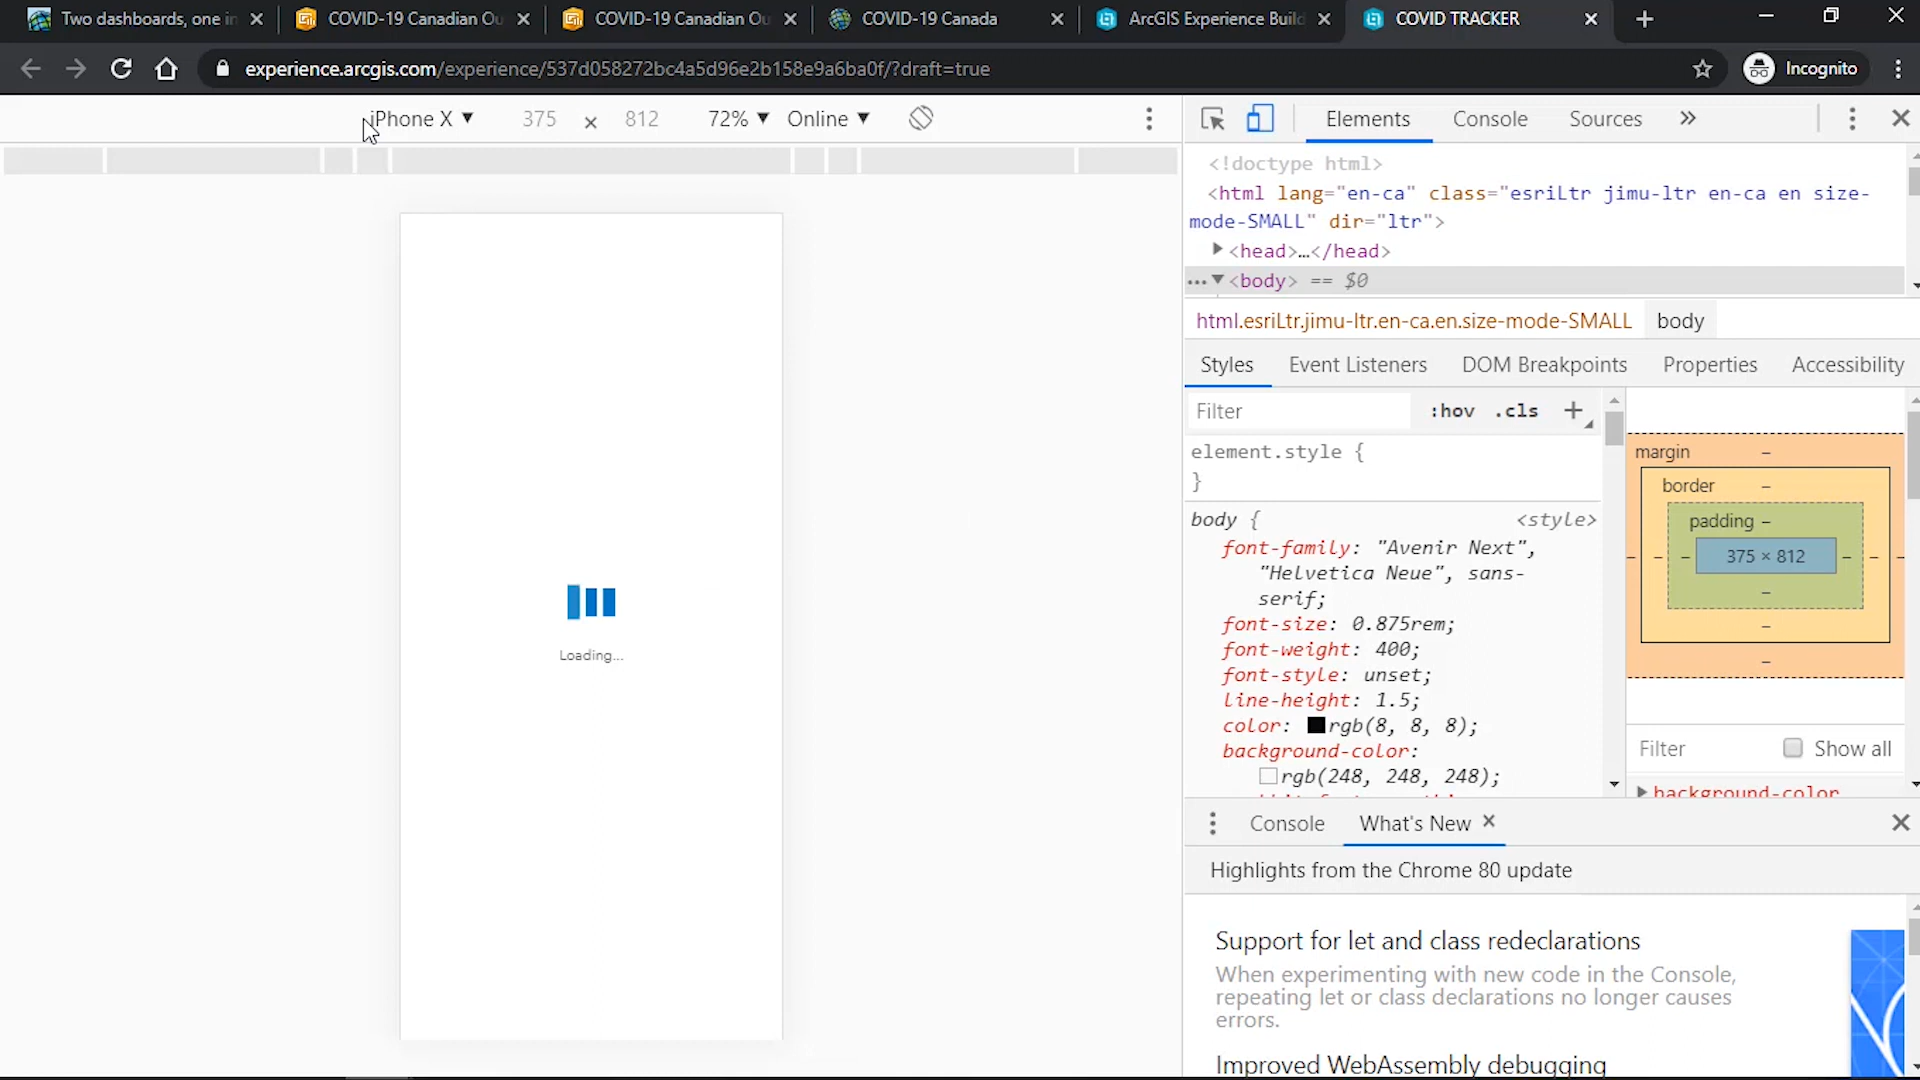 Two dashboards, one in
COVID-19 Canadian Ou
COVID-19 Canadian Ou
COVID-19 Canada
ArcGIS Experience Build
COVID TRACKER
experience.arcgis.com/experience/537d058272bc4a5d96e2b158e9a6ba0f/?draft=true
Incognito
iPhone X ▼ 375 × 812 72% ▼ Online ▼
Elements Console Sources »
<!doctype html>
<html lang="en-ca" class="esriLtr jimu-ltr en-ca en size-
mode-SMALL" dir="ltr">
▶<head>…</head>
…▼<body> == $0
html.esriLtr.jimu-ltr.en-ca.en.size-mode-SMALL body
Styles Event Listeners DOM Breakpoints Properties Accessibility
Filter :hov .cls +
element.style {
}
body { <style>
font-family: "Avenir Next",
"Helvetica Neue", sans-
serif;
font-size: 0.875rem;
font-weight: 400;
font-style: unset;
line-height: 1.5;
color: rgb(8, 8, 8);
background-color:
rgb(248, 248, 248);
margin –
border –
padding –
– – – 375 × 812 – – –
–
–
–
Filter Show all
background-color
Loading...
Console What's New ×
Highlights from the Chrome 80 update
Support for let and class redeclarations
When experimenting with new code in the Console,
repeating let or class declarations no longer causes
errors.
Improved WebAssembly debugging